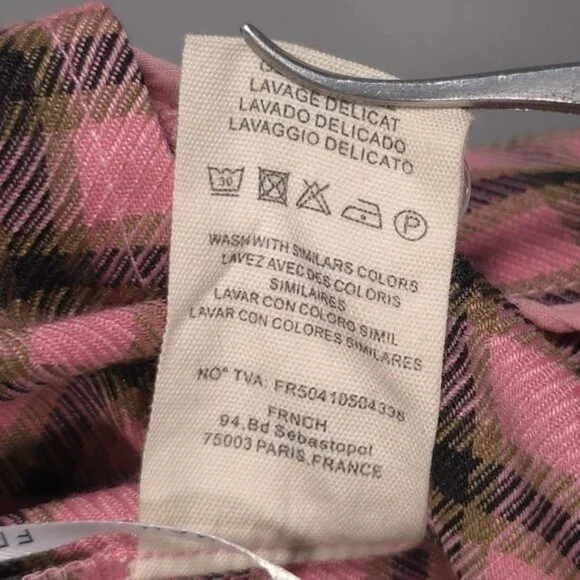 LAVAGE DELICAT
LAVADO DELICADO
LAVAGGIO DELICATO
30
P
WASH WITH SIMILARS COLORS
LAVEZ AVEC DES COLORIS
SIMILAIRES
LAVAR CON COLORO SIMIL
LAVAR CON COLORES SIMILARES
NO° TVA: FR50410504336
FRNCH
94,Bd Sebastopol
75003 PARIS,FRANCE